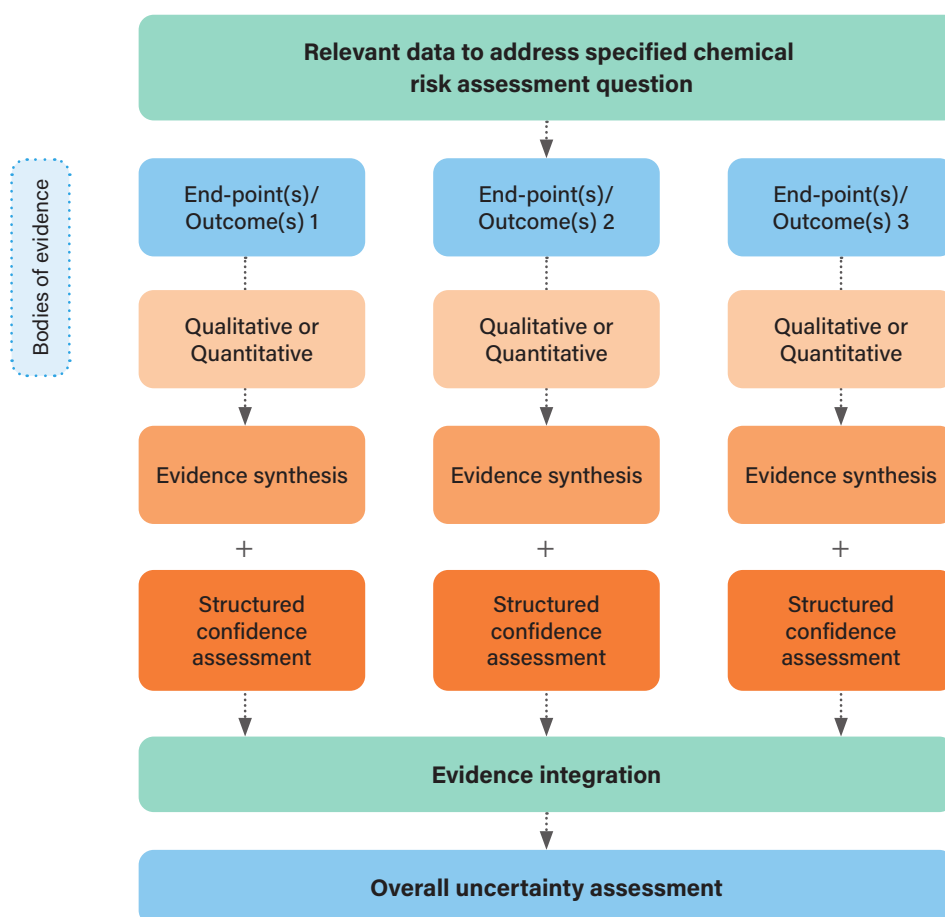 Relevant data to address specified chemical
risk assessment question
Bodies of evidence
End-point(s)/
Outcome(s) 1
End-point(s)/
Outcome(s) 2
End-point(s)/
Outcome(s) 3
Qualitative or
Quantitative
Qualitative or
Quantitative
Qualitative or
Quantitative
Evidence synthesis
Evidence synthesis
Evidence synthesis
+
+
+
Structured
confidence
assessment
Structured
confidence
assessment
Structured
confidence
assessment
Evidence integration
Overall uncertainty assessment